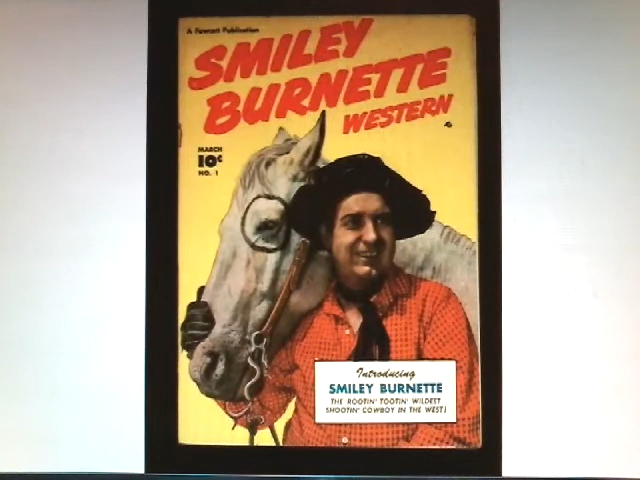 A Fawcett Publication
SMILEY
BURNETTE
WESTERN
MARCH
10¢
NO. 1
Introducing
SMILEY BURNETTE
THE ROOTIN' TOOTIN' WILDEST
SHOOTIN' COWBOY IN THE WEST!